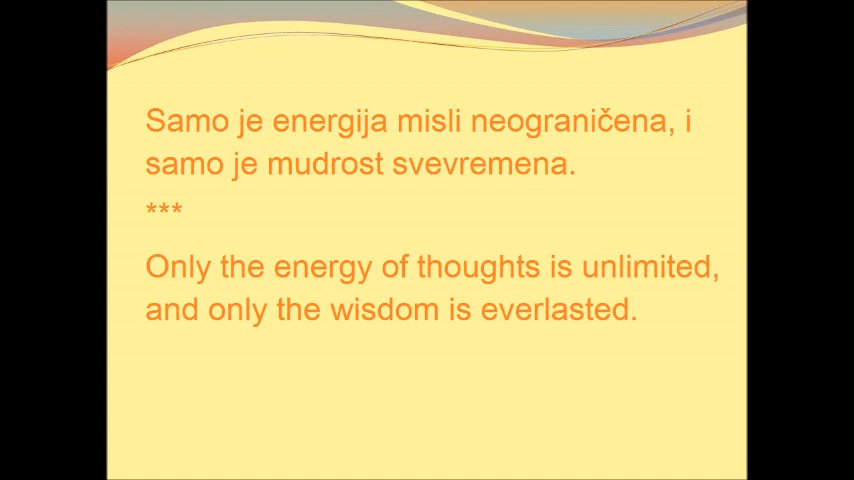 Samo je energija misli neograničena, i
samo je mudrost svevremena.
***
Only the energy of thoughts is unlimited,
and only the wisdom is everlasted.